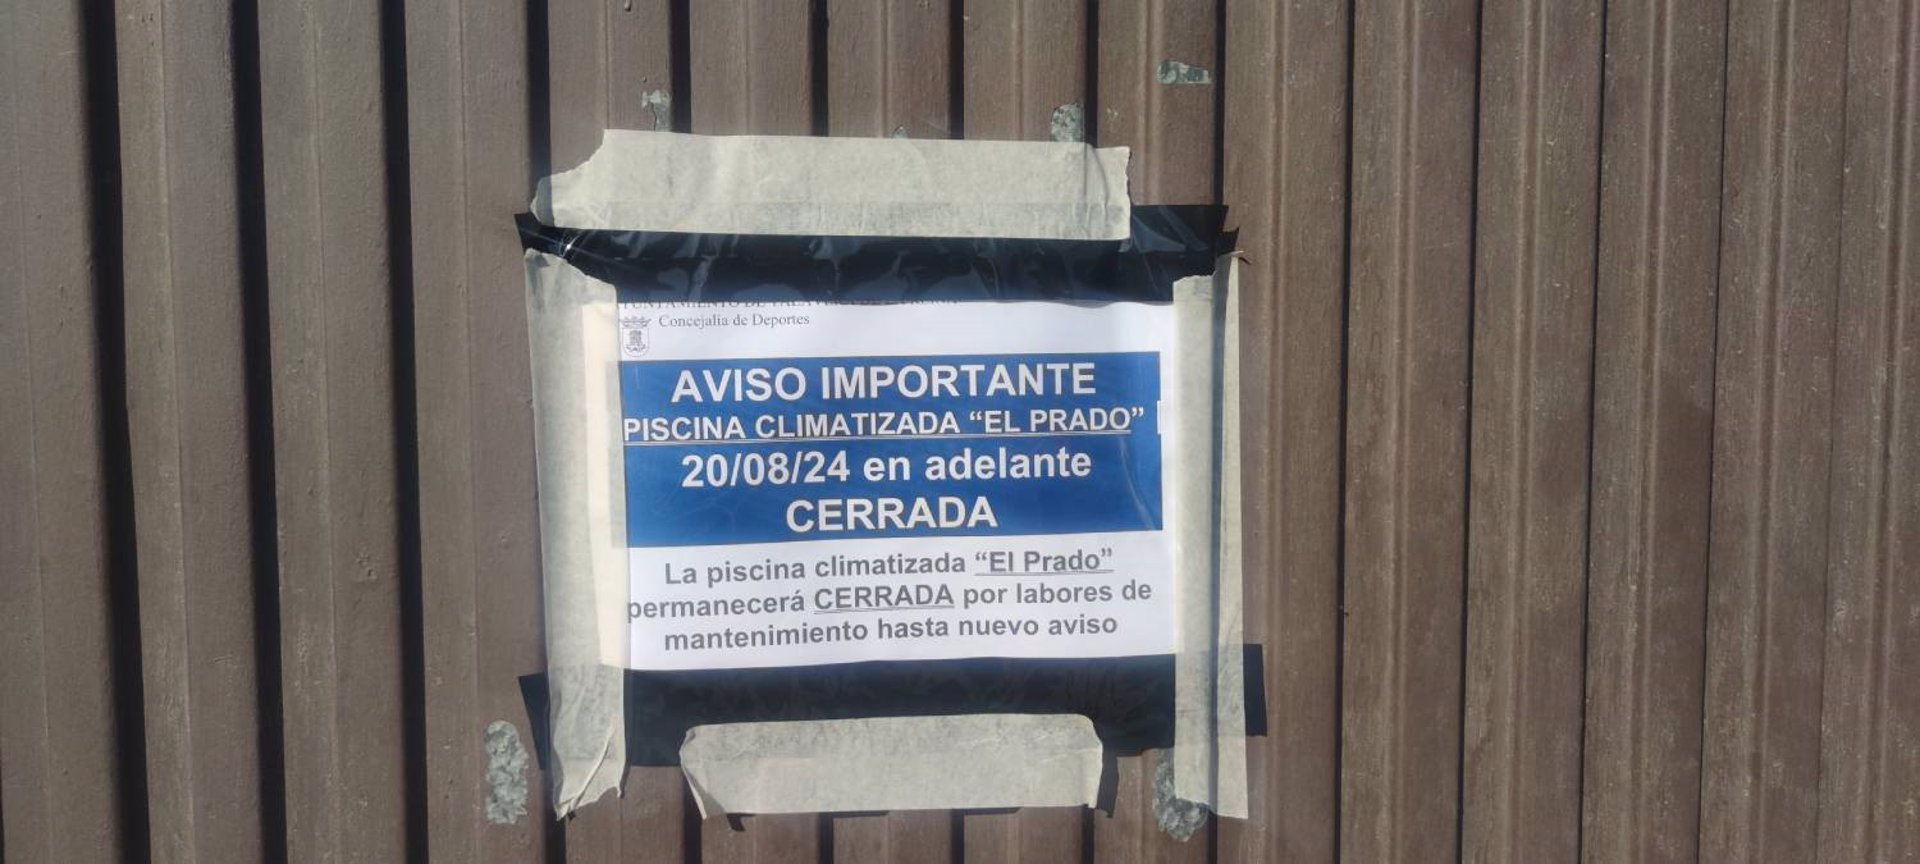 Concejalia de Deportes
AVISO IMPORTANTE
PISCINA CLIMATIZADA “EL PRADO”
20/08/24 en adelante
CERRADA
La piscina climatizada “El Prado”
permanecerá CERRADA por labores de
mantenimiento hasta nuevo aviso